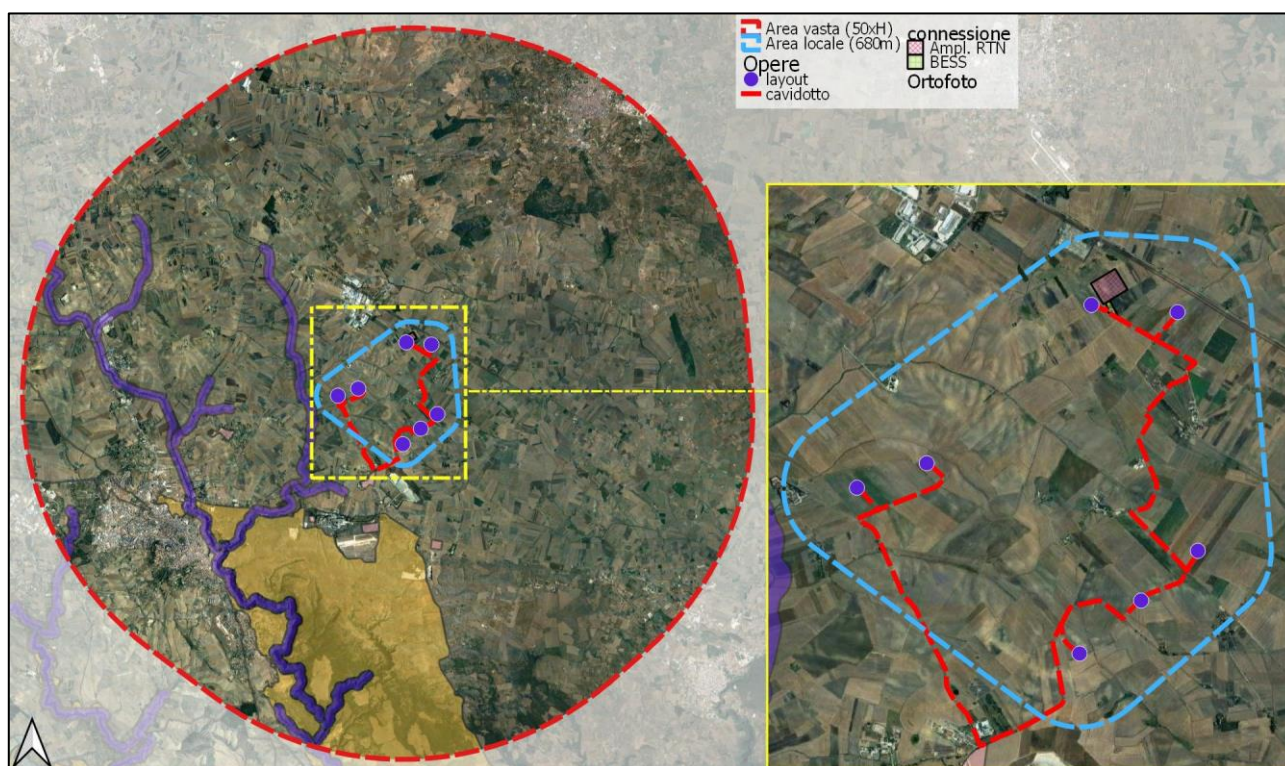 Area vasta (50xH)
Area locale (680m)
Opere
layout
cavidotto
connessione
Ampl. RTN
BESS
Ortofoto